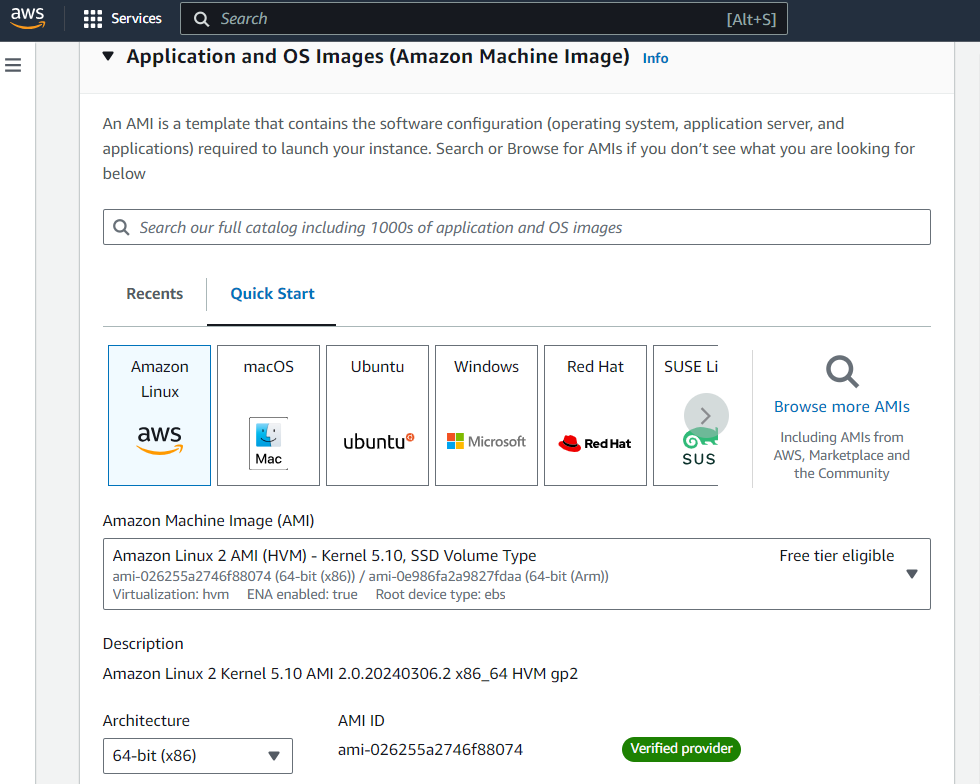 aws
Services
Search
[Alt+S]
Application and OS Images (Amazon Machine Image) Info
An AMI is a template that contains the software configuration (operating system, application server, and
applications) required to launch your instance. Search or Browse for AMIs if you don’t see what you are looking for
below
Search our full catalog including 1000s of application and OS images
Recents
Quick Start
Amazon
Linux
aws
macOS
Mac
Ubuntu
ubuntu
Windows
Microsoft
Red Hat
Red Hat
SUSE Li
SUS
Browse more AMIs
Including AMIs from
AWS, Marketplace and
the Community
Amazon Machine Image (AMI)
Amazon Linux 2 AMI (HVM) - Kernel 5.10, SSD Volume Type
Free tier eligible
ami-026255a2746f88074 (64-bit (x86)) / ami-0e986fa2a9827fdaa (64-bit (Arm))
Virtualization: hvm ENA enabled: true Root device type: ebs
Description
Amazon Linux 2 Kernel 5.10 AMI 2.0.20240306.2 x86_64 HVM gp2
Architecture
64-bit (x86)
AMI ID
ami-026255a2746f88074
Verified provider